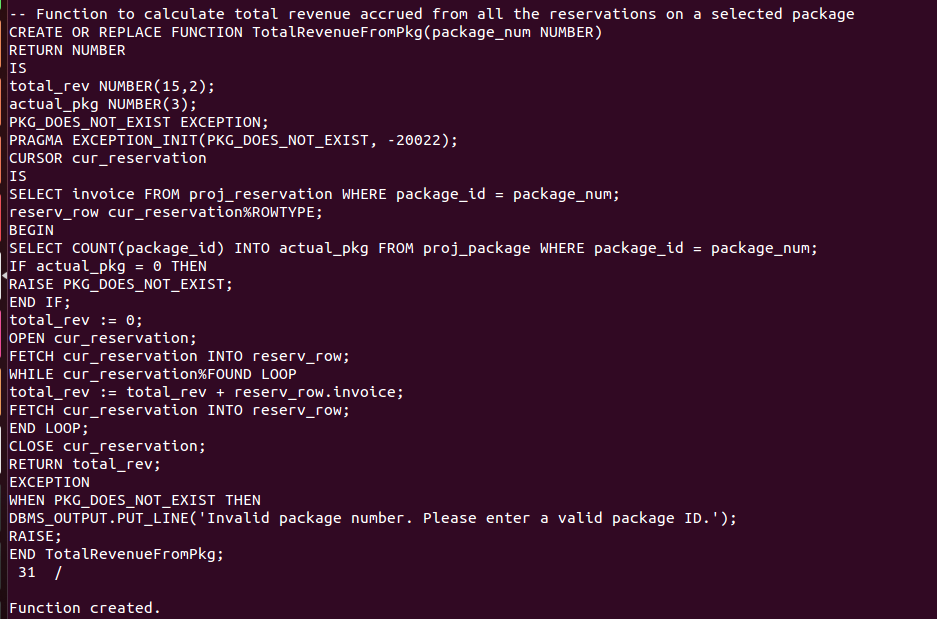 -- Function to calculate total revenue accrued from all the reservations on a selected package
CREATE OR REPLACE FUNCTION TotalRevenueFromPkg(package_num NUMBER)
RETURN NUMBER
IS
total_rev NUMBER(15,2);
actual_pkg NUMBER(3);
PKG_DOES_NOT_EXIST EXCEPTION;
PRAGMA EXCEPTION_INIT(PKG_DOES_NOT_EXIST, -20022);
CURSOR cur_reservation
IS
SELECT invoice FROM proj_reservation WHERE package_id = package_num;
reserv_row cur_reservation%ROWTYPE;
BEGIN
SELECT COUNT(package_id) INTO actual_pkg FROM proj_package WHERE package_id = package_num;
IF actual_pkg = 0 THEN
RAISE PKG_DOES_NOT_EXIST;
END IF;
total_rev := 0;
OPEN cur_reservation;
FETCH cur_reservation INTO reserv_row;
WHILE cur_reservation%FOUND LOOP
total_rev := total_rev + reserv_row.invoice;
FETCH cur_reservation INTO reserv_row;
END LOOP;
CLOSE cur_reservation;
RETURN total_rev;
EXCEPTION
WHEN PKG_DOES_NOT_EXIST THEN
DBMS_OUTPUT.PUT_LINE('Invalid package number. Please enter a valid package ID.');
RAISE;
END TotalRevenueFromPkg;
31 /
Function created.